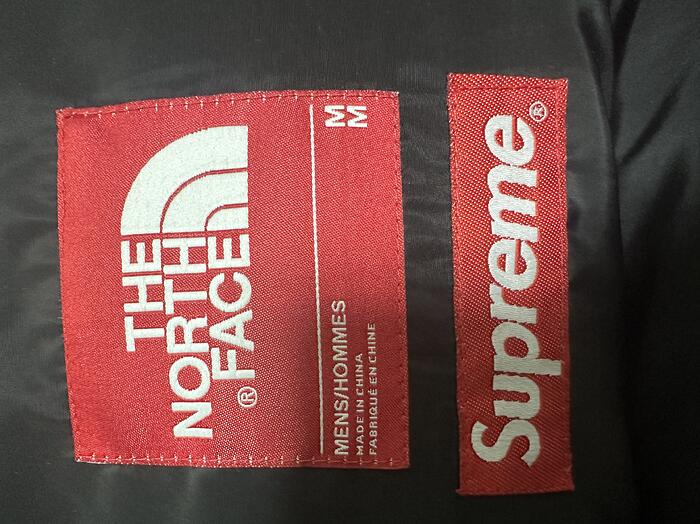 THE
NORTH
FACE®
MENS/HOMMES M
MADE IN CHINA M
FABRIQUÉ EN CHINE
Supreme®